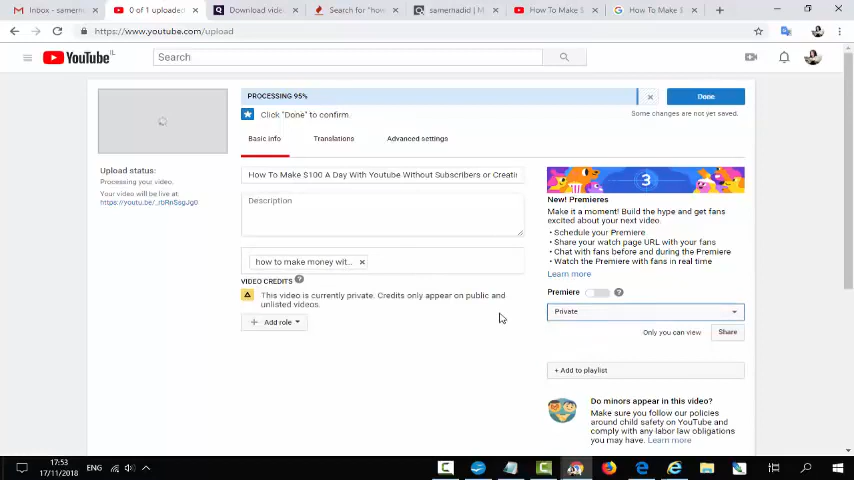 Inbox - samerne
0 of 1 uploaded
Download vide
Search for "how
samerhadid | M
How To Make S
How To Make S
https://www.youtube.com/upload
YouTube IL
Search
PROCESSING 95%
Done
Click "Done" to confirm.
Some changes are not yet saved.
Basic info
Translations
Advanced settings
Upload status:
Processing your video.
Your video will be live at:
How To Make $100 A Day With Youtube Without Subscribers or Creatin
Description
how to make money wit...
VIDEO CREDITS
This video is currently private. Credits only appear on public and
unlisted videos.
+ Add role
3
New! Premieres
Make it a moment! Build the hype and get fans
excited about your next video.
• Schedule your Premiere
• Share your watch page URL with your fans
• Chat with fans before and during the Premiere
• Watch the Premiere with fans in real time
Learn more
Premiere
Private
Only you can view
Share
+ Add to playlist
Do minors appear in this video?
Make sure you follow our policies
around child safety on YouTube and
comply with any labor law obligations
you may have. Learn more
ENG
17:53
17/11/2018